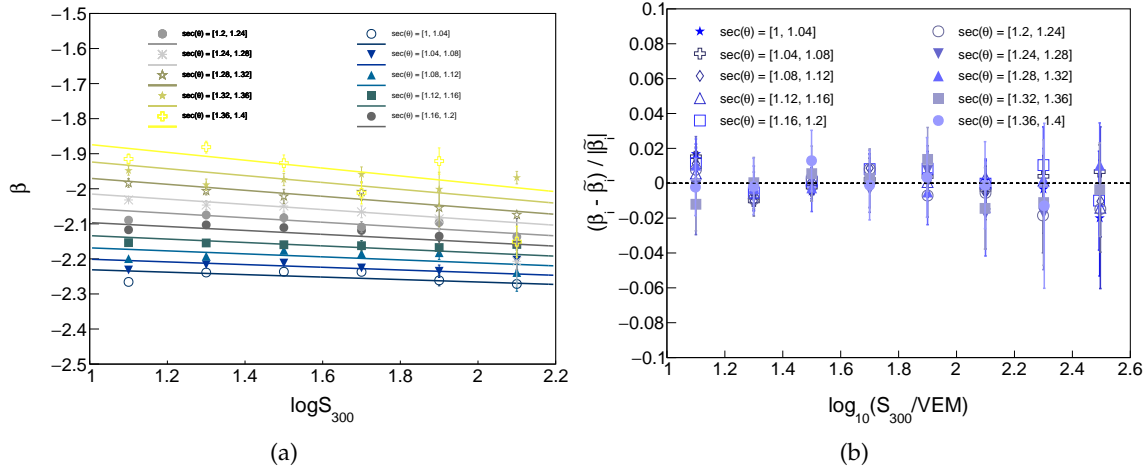 −1.5
−1.6
−1.7
−1.8
−1.9
−2
−2.1
−2.2
−2.3
−2.4
−2.5
β
sec(θ) = [1.2, 1.24]
sec(θ) = [1.24, 1.28]
sec(θ) = [1.28, 1.32]
sec(θ) = [1.32, 1.36]
sec(θ) = [1.36, 1.4]
sec(θ) = [1, 1.04]
sec(θ) = [1.04, 1.08]
sec(θ) = [1.08, 1.12]
sec(θ) = [1.12, 1.16]
sec(θ) = [1.16, 1.2]
1 1.2 1.4 1.6 1.8 2 2.2
logS300
(a)
0.1
0.08
0.06
0.04
0.02
0
−0.02
−0.04
−0.06
−0.08
−0.1
(β_i - β̃_i) / |β̃_i|
sec(θ) = [1, 1.04]
sec(θ) = [1.04, 1.08]
sec(θ) = [1.08, 1.12]
sec(θ) = [1.12, 1.16]
sec(θ) = [1.16, 1.2]
sec(θ) = [1.2, 1.24]
sec(θ) = [1.24, 1.28]
sec(θ) = [1.28, 1.32]
sec(θ) = [1.32, 1.36]
sec(θ) = [1.36, 1.4]
1 1.2 1.4 1.6 1.8 2 2.2 2.4 2.6
log10(S300/VEM)
(b)